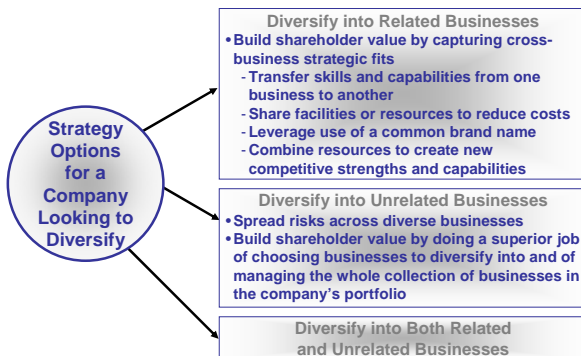 Strategy
Options
for a
Company
Looking to
Diversify
Diversify into Related Businesses
•Build shareholder value by capturing cross-
business strategic fits
- Transfer skills and capabilities from one
business to another
- Share facilities or resources to reduce costs
- Leverage use of a common brand name
- Combine resources to create new
competitive strengths and capabilities
Diversify into Unrelated Businesses
•Spread risks across diverse businesses
•Build shareholder value by doing a superior job
of choosing businesses to diversify into and of
managing the whole collection of businesses in
the company’s portfolio
Diversify into Both Related
and Unrelated Businesses